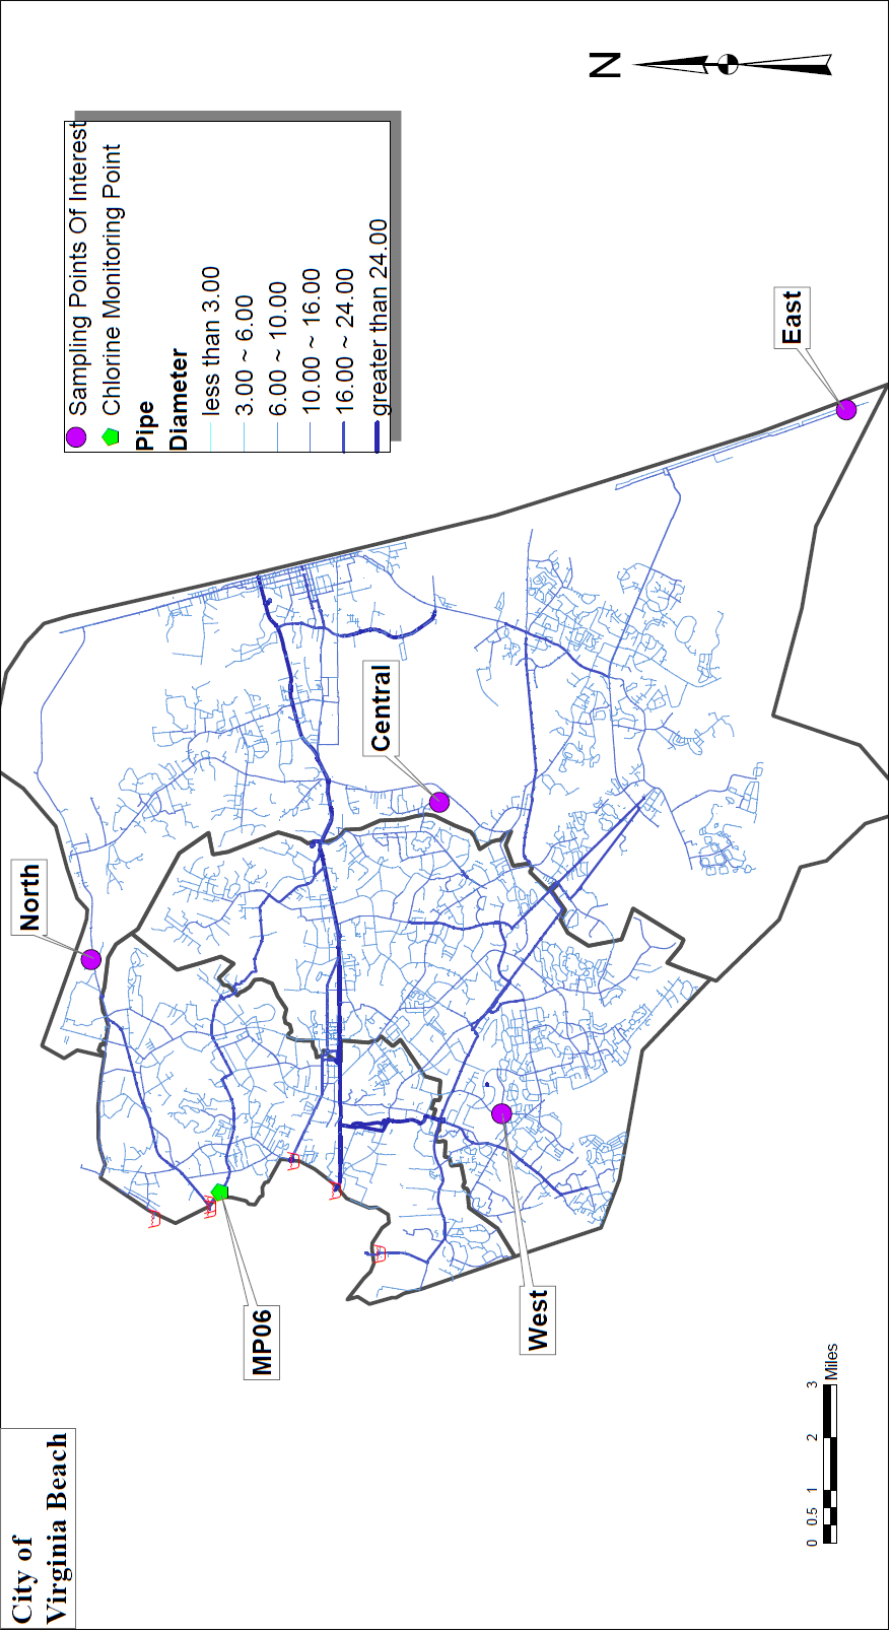 City of
Virginia Beach
N
Sampling Points Of Interest
Chlorine Monitoring Point
Pipe
Diameter
less than 3.00
3.00 ~ 6.00
6.00 ~ 10.00
10.00 ~ 16.00
16.00 ~ 24.00
greater than 24.00
North
Central
East
MP06
West
0 0.5 1 2 3
Miles